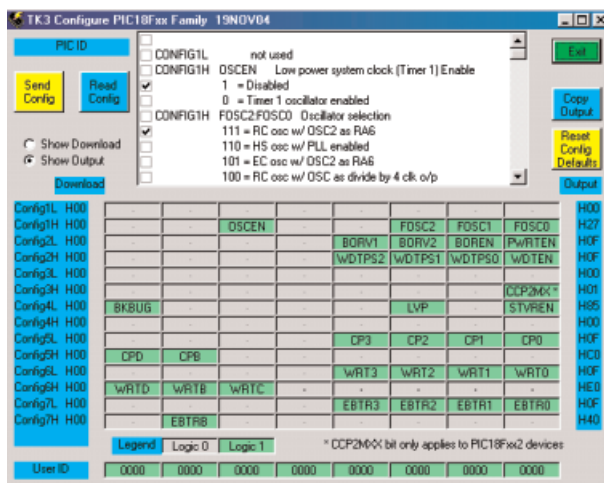 TK3 Configure PIC18Fxx Family 19NOV04
PIC ID
Send Config
Read Config
Show Download
Show Output
Download
CONFIG1L not used
CONFIG1H OSCEN Low power system clock (Timer 1) Enable
1 = Disabled
0 = Timer 1 oscillator enabled
CONFIG1H FOSC2:FOSC0 Oscillator selection
111 = RC osc w/ OSC2 as RA6
110 = HS osc w/ PLL enabled
101 = EC osc w/ OSC2 as RA6
100 = RC osc w/ OSC as divide by 4 clk o/p
Exit
Copy Output
Reset Config Defaults
Output
Config1L H00 - - - - - - - - H00
Config1H H00 - - OSCEN - - FOSC2 FOSC1 FOSC0 H27
Config2L H00 - - - - BORV1 BORV2 BOREN PWRTEN H0F
Config2H H00 - - - - WDTPS2 WDTPS1 WDTPS0 WDTEN H0F
Config3L H00 - - - - - - - - H00
Config3H H00 - - - - - - - CCP2MX * H01
Config4L H00 BKBUG - - - - LVP - STVREN H85
Config4H H00 - - - - - - - - H00
Config5L H00 - - - - CP3 CP2 CP1 CP0 H0F
Config5H H00 CPD CPB - - - - - - HC0
Config6L H00 - - - - WRT3 WRT2 WRT1 WRT0 H0F
Config6H H00 WRTD WRTB WRTC - - - - - HE0
Config7L H00 - - - - EBTR3 EBTR2 EBTR1 EBTR0 H0F
Config7H H00 - EBTRB - - - - - - H40
Legend Logic 0 Logic 1 * CCP2MXX bit only applies to PIC18Fxx2 devices
User ID 0000 0000 0000 0000 0000 0000 0000 0000